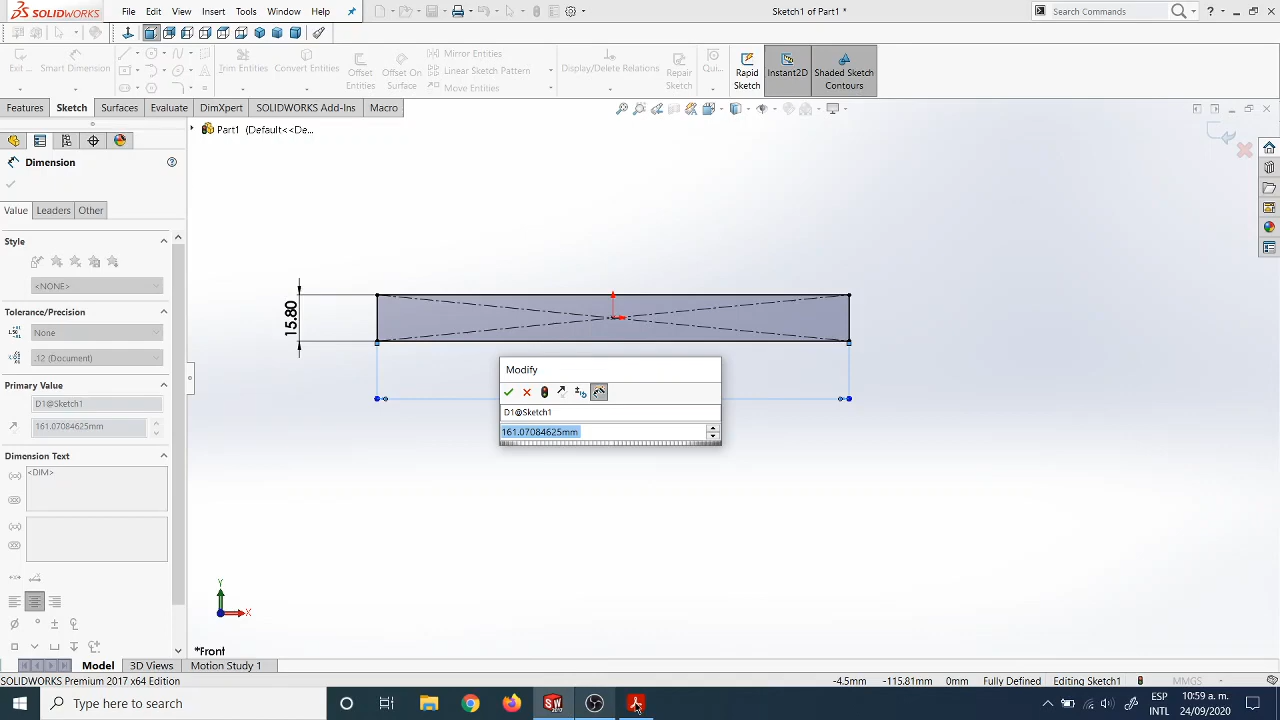 SOLIDWORKS File Edit View Insert Tools Window Help Sketch1 of Part1 * Search Commands ?
Exit ... Smart Dimension Trim Entities Convert Entities Offset Entities Offset On Surface Mirror Entities Linear Sketch Pattern Move Entities Display/Delete Relations Repair Sketch Qui... Rapid Sketch Instant2D Shaded Sketch Contours
Features Sketch Surfaces Evaluate DimXpert SOLIDWORKS Add-Ins Macro
Part1 (Default<<De...
Dimension
Value Leaders Other
Style
<NONE>
Tolerance/Precision
None
.12 (Document)
Primary Value
D1@Sketch1
161.07084625mm
Dimension Text
<DIM>
15.80
Modify
D1@Sketch1
161.07084625mm
Y
X
*Front
Model 3D Views Motion Study 1
SOLIDWORKS Premium 2017 x64 Edition -4.5mm -115.81mm 0mm Fully Defined Editing Sketch1 MMGS
Type here to search ESP INTL 10:59 a. m. 24/09/2020